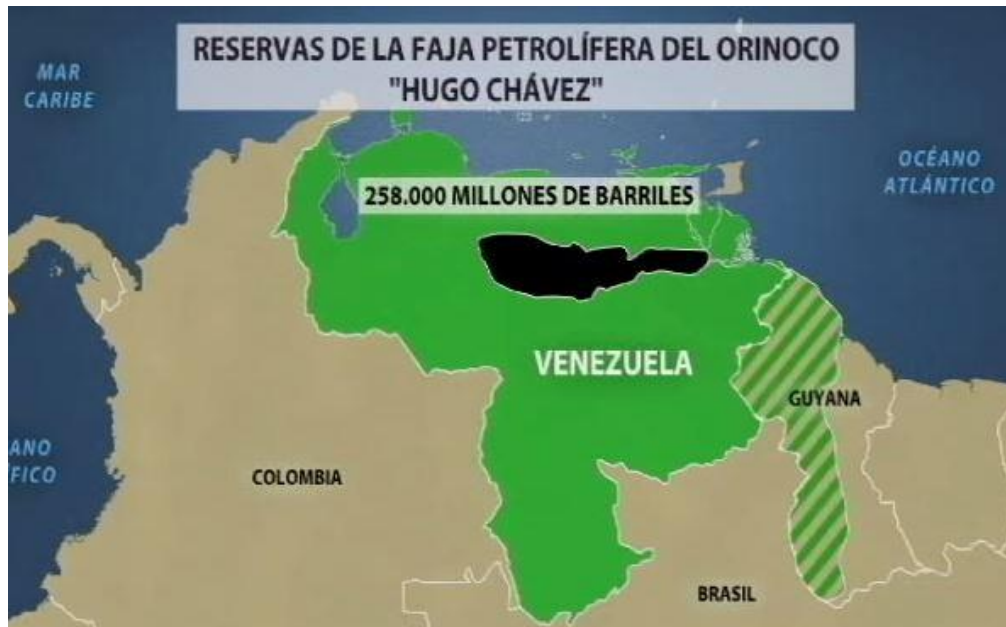 RESERVAS DE LA FAJA PETROLÍFERA DEL ORINOCO
"HUGO CHÁVEZ"
MAR
CARIBE
OCÉANO
ATLÁNTICO
258.000 MILLONES DE BARRILES
VENEZUELA
GUYANA
ANO
FICO
COLOMBIA
BRASIL